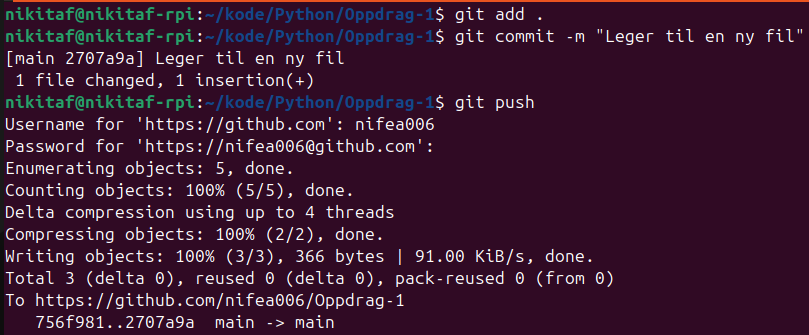 nikitaf@nikitaf-rpi:~/kode/Python/Oppdrag-1$ git add .
nikitaf@nikitaf-rpi:~/kode/Python/Oppdrag-1$ git commit -m "Leger til en ny fil"
[main 2707a9a] Leger til en ny fil
 1 file changed, 1 insertion(+)
nikitaf@nikitaf-rpi:~/kode/Python/Oppdrag-1$ git push
Username for 'https://github.com': nifea006
Password for 'https://nifea006@github.com':
Enumerating objects: 5, done.
Counting objects: 100% (5/5), done.
Delta compression using up to 4 threads
Compressing objects: 100% (2/2), done.
Writing objects: 100% (3/3), 366 bytes | 91.00 KiB/s, done.
Total 3 (delta 0), reused 0 (delta 0), pack-reused 0 (from 0)
To https://github.com/nifea006/Oppdrag-1
   756f981..2707a9a  main -> main